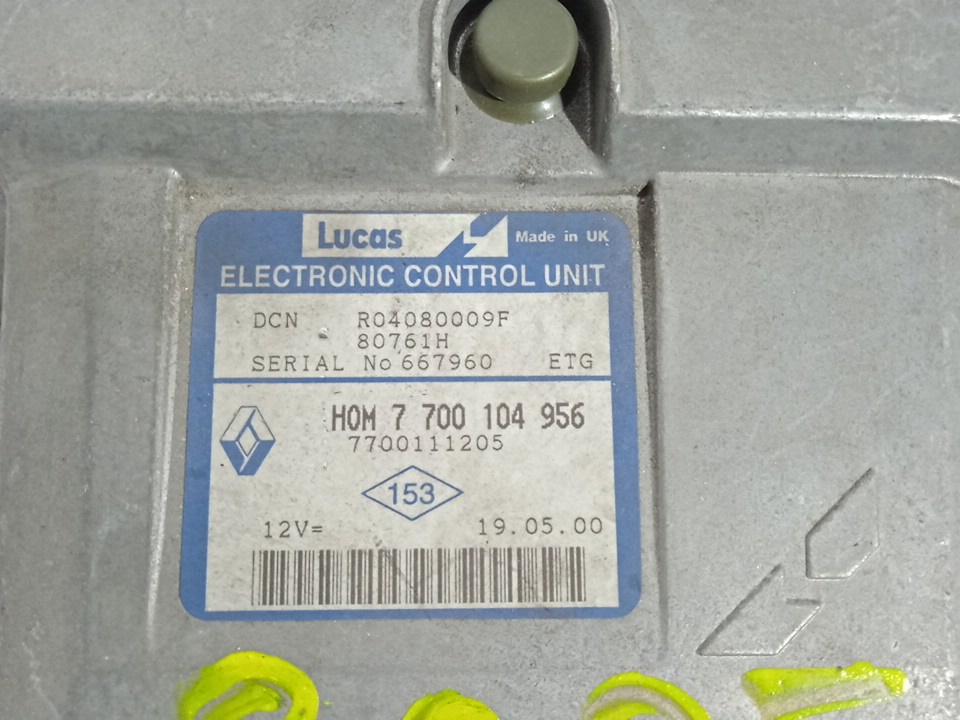 Lucas Made in UK
ELECTRONIC CONTROL UNIT
DCN R04080009F
80761H
SERIAL No 667960 ETG
HOM 7 700 104 956
7700111205
153
12V= 19.05.00